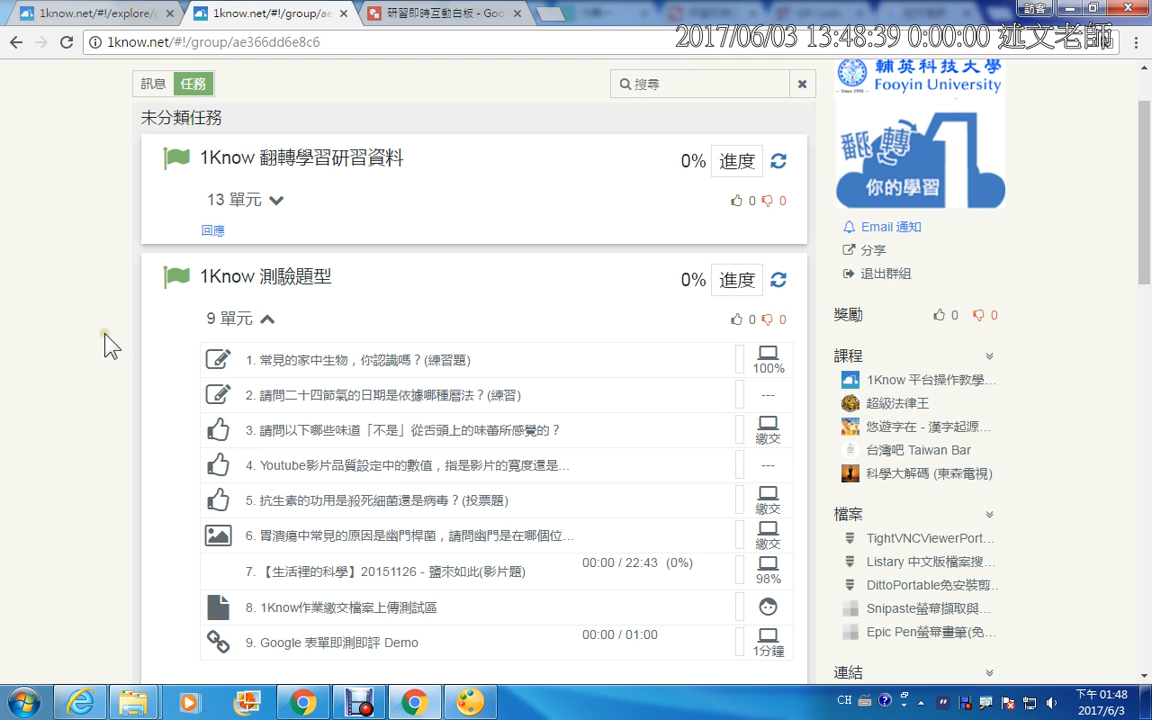 1know.net/#!/explore/
1know.net/#!/group/ae
研習即時互動白板 - Goo
訪客
1know.net/#!/group/ae366dd6e8c6
2017/06/03 13:48:39 0:00:00 述文老師
訊息 任務
搜尋
未分類任務
1Know 翻轉學習研習資料
0% 進度
13 單元
0 0
回應
1Know 測驗題型
0% 進度
9 單元
0 0
1. 常見的家中生物，你認識嗎？(練習題)
100%
2. 請問二十四節氣的日期是依據哪種曆法？(練習)
---
3. 請問以下哪些味道「不是」從舌頭上的味蕾所感覺的？
繳交
4. Youtube影片品質設定中的數值，指是影片的寬度還是...
---
5. 抗生素的功用是殺死細菌還是病毒？(投票題)
繳交
6. 胃潰瘍中常見的原因是幽門桿菌，請問幽門是在哪個位...
繳交
7. 【生活裡的科學】20151126 - 鹽來如此(影片題)
00:00 / 22:43 (0%)
98%
8. 1Know作業繳交檔案上傳測試區
9. Google 表單即測即評 Demo
00:00 / 01:00
1分鐘
輔英科技大學
Fooyin University
翻轉
1
你的學習
Email 通知
分享
退出群組
獎勵 0 0
課程
1Know 平台操作教學...
超級法律王
悠遊字在 - 漢字起源...
台灣吧 Taiwan Bar
科學大解碼 (東森電視)
檔案
TightVNCViewerPort...
Listary 中文版檔案搜...
DittoPortable免安裝剪...
Snipaste螢幕擷取與...
Epic Pen螢幕畫筆(免...
連結
CH
下午 01:48
2017/6/3